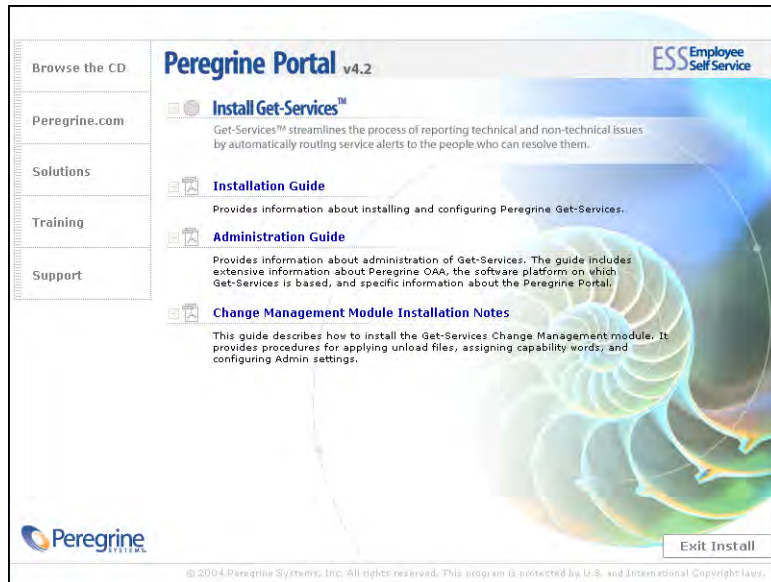 Peregrine Portal v4.2
ESS Employee
Self Service
Browse the CD
Peregrine.com
Solutions
Training
Support
Install Get-Services™
Get-Services™ streamlines the process of reporting technical and non-technical issues
by automatically routing service alerts to the people who can resolve them.
Installation Guide
Provides information about installing and configuring Peregrine Get-Services.
Administration Guide
Provides information about administration of Get-Services. The guide includes
extensive information about Peregrine OAA, the software platform on which
Get-Services is based, and specific information about the Peregrine Portal.
Change Management Module Installation Notes
This guide describes how to install the Get-Services Change Management module. It
provides procedures for applying unload files, assigning capability words, and
configuring Admin settings.
Peregrine
SYSTEMS
Exit Install
© 2004 Peregrine Systems, Inc. All rights reserved. This program is protected by U.S. and International Copyright laws.